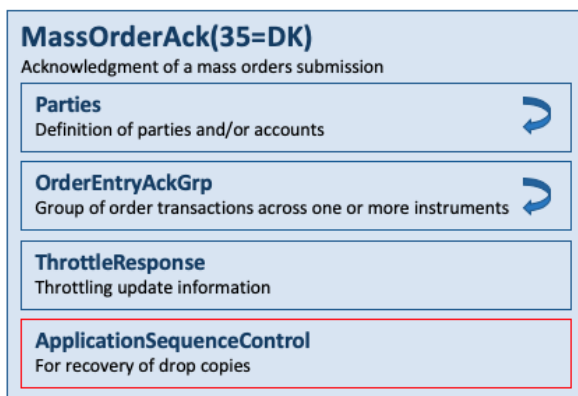 MassOrderAck(35=DK)
Acknowledgment of a mass orders submission
Parties
Definition of parties and/or accounts
OrderEntryAckGrp
Group of order transactions across one or more instruments
ThrottleResponse
Throttling update information
ApplicationSequenceControl
For recovery of drop copies